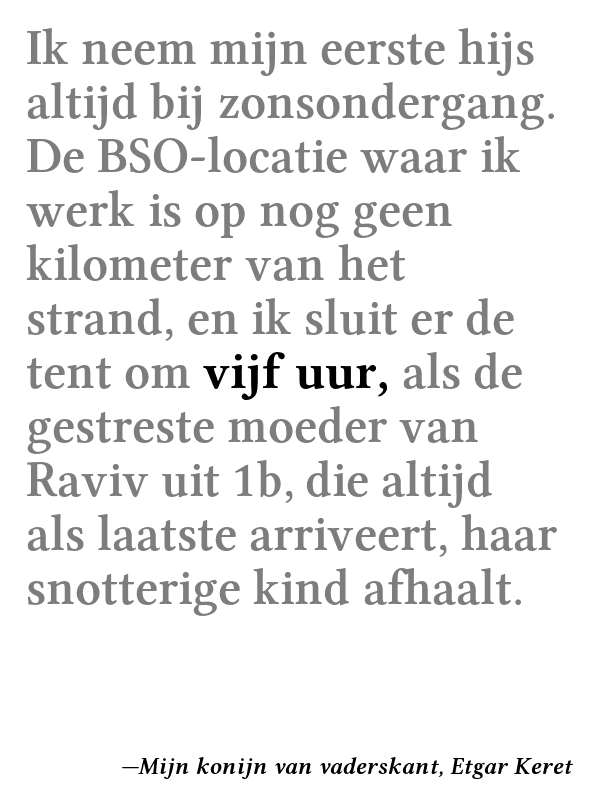 Ik neem mijn eerste hijs
altijd bij zonsondergang.
De BSO-locatie waar ik
werk is op nog geen
kilometer van het
strand, en ik sluit er de
tent om vijf uur, als de
gestreste moeder van
Raviv uit 1b, die altijd
als laatste arriveert, haar
snotterige kind afhaalt.
—Mijn konijn van vaderskant, Etgar Keret